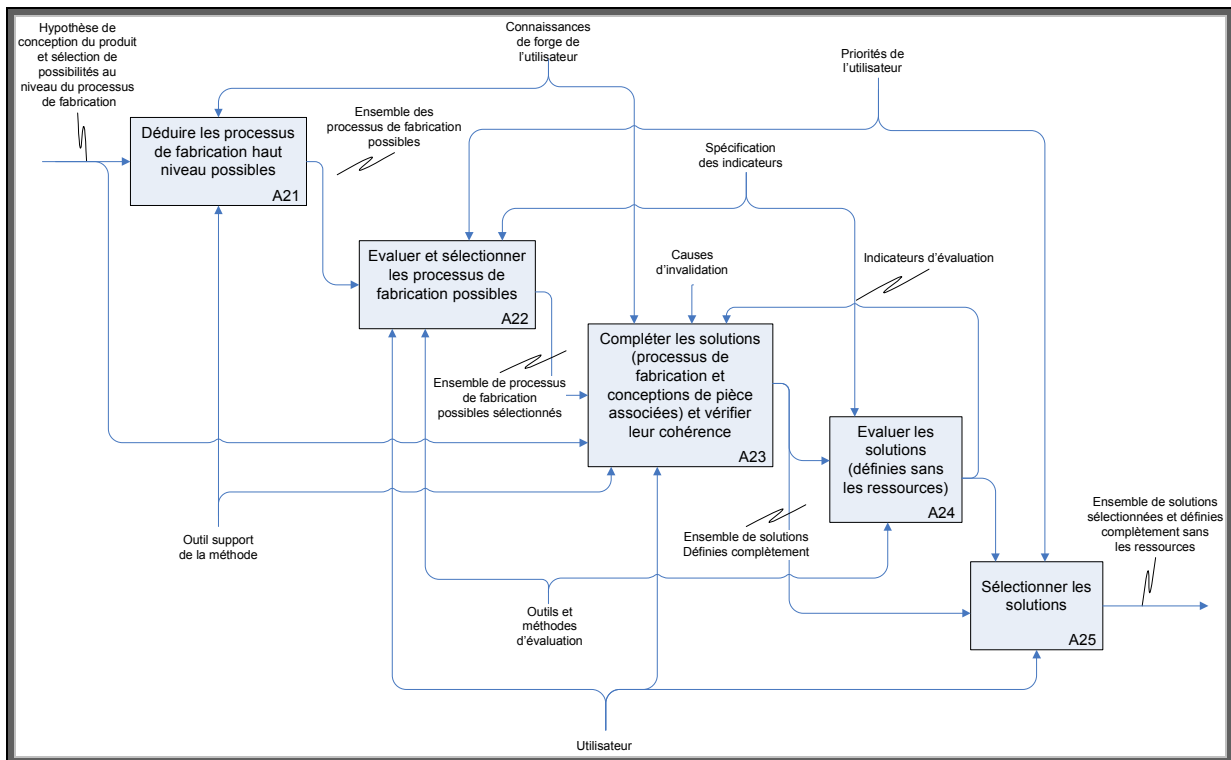 Hypothèse de
conception du produit
et sélection de
possibilités au
niveau du processus
de fabrication
Connaissances
de forge de
l'utilisateur
Priorités de
l'utilisateur
Déduire les processus
de fabrication haut
niveau possibles
A21
Ensemble des
processus de fabrication
possibles
Spécification
des indicateurs
Evaluer et sélectionner
les processus de
fabrication possibles
A22
Causes
d'invalidation
Indicateurs d'évaluation
Compléter les solutions
(processus de
fabrication et
conceptions de pièce
associées) et vérifier
leur cohérence
A23
Ensemble de processus
de fabrication
possibles sélectionnés
Evaluer les
solutions
(définies sans
les ressources)
A24
Outil support
de la méthode
Ensemble de solutions
Définies complètement
Ensemble de solutions
sélectionnées et définies
complètement sans
les ressources
Sélectionner les
solutions
A25
Outils et
méthodes
d'évaluation
Utilisateur